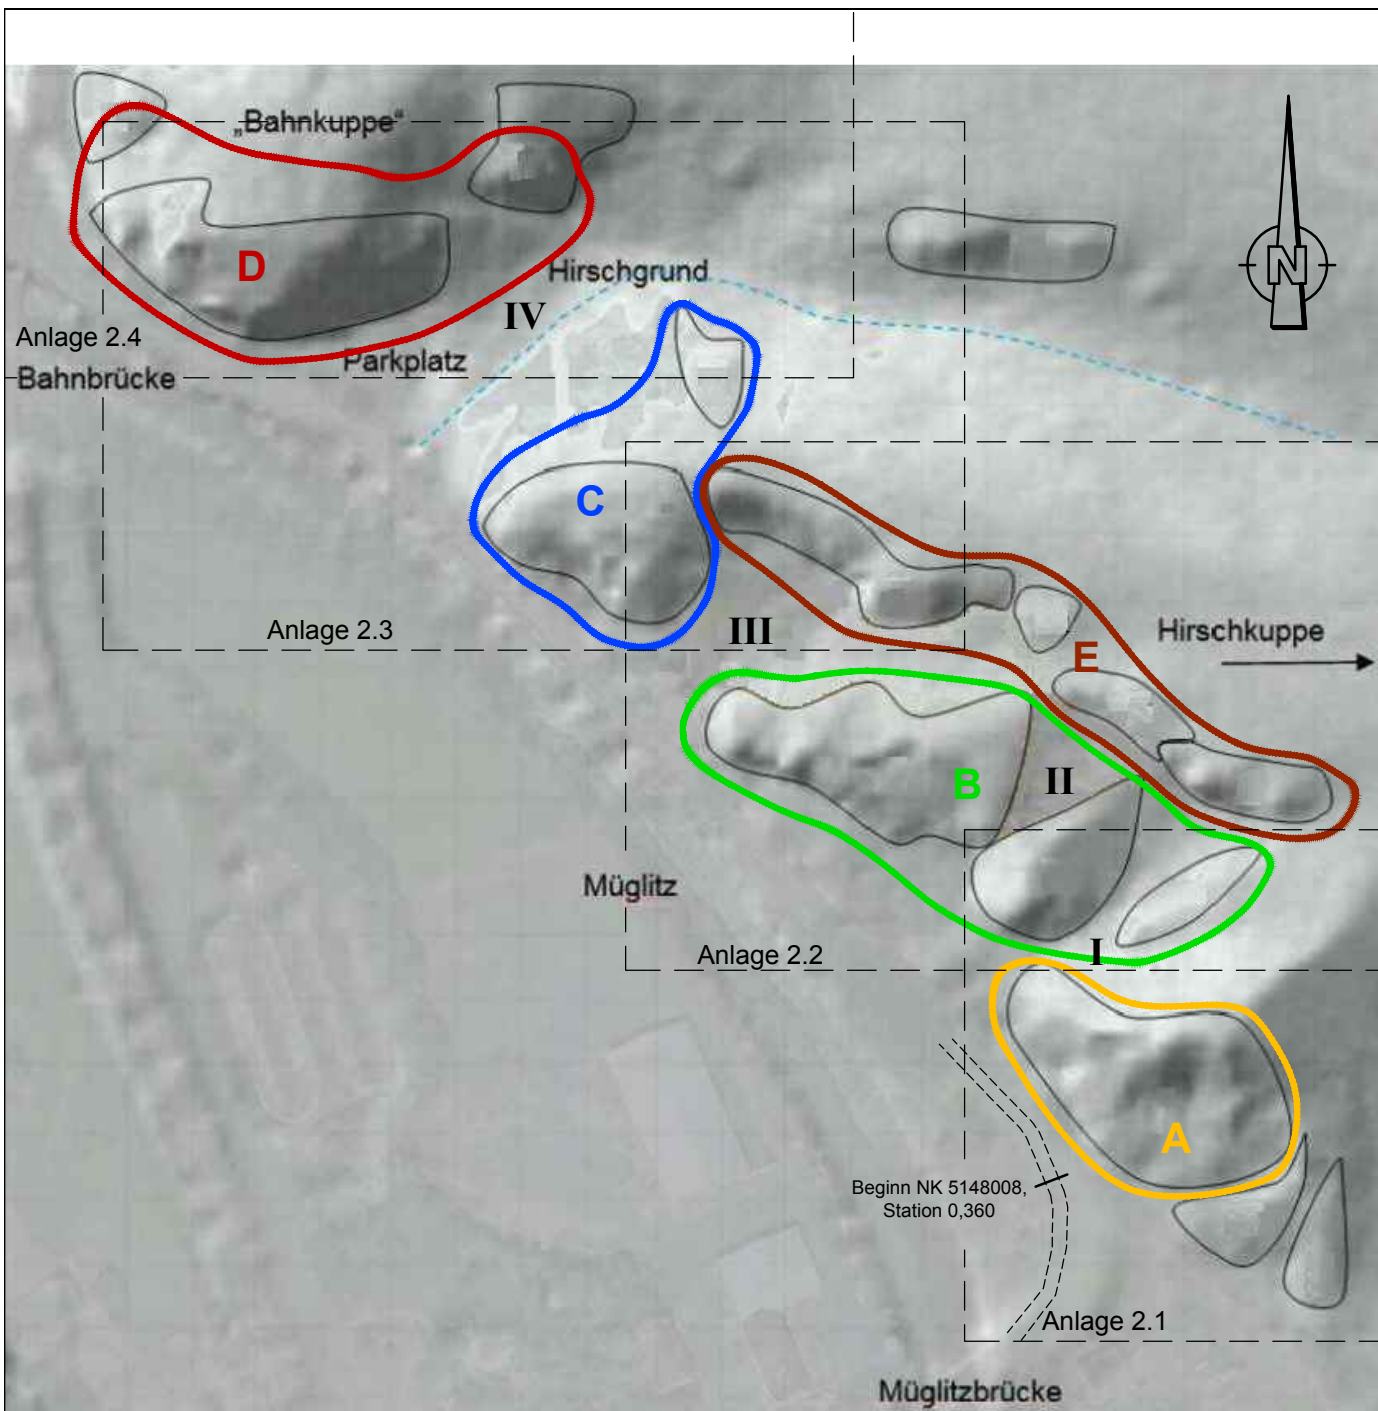 „Bahnkuppe“
N
D
Hirschgrund
IV
Anlage 2.4
Parkplatz
Bahnbrücke
C
Anlage 2.3
III
Hirschkuppe
E
B
II
Müglitz
Anlage 2.2
I
A
Beginn NK 5148008,
Station 0,360
Anlage 2.1
Müglitzbrücke